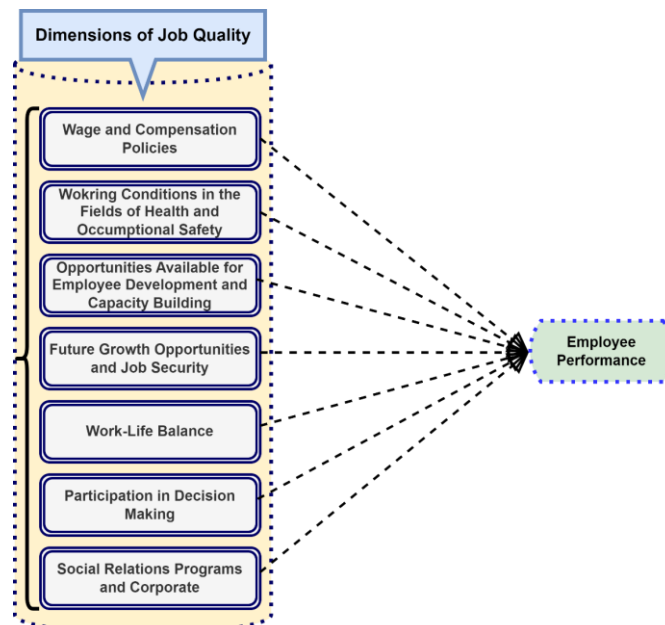 Dimensions of Job Quality
Wage and Compensation
Policies
Wokring Conditions in the
Fields of Health and
Occumptional Safety
Opportunities Available for
Employee Development and
Capacity Building
Future Growth Opportunities
and Job Security
Work-Life Balance
Participation in Decision
Making
Social Relations Programs
and Corporate
Employee
Performance